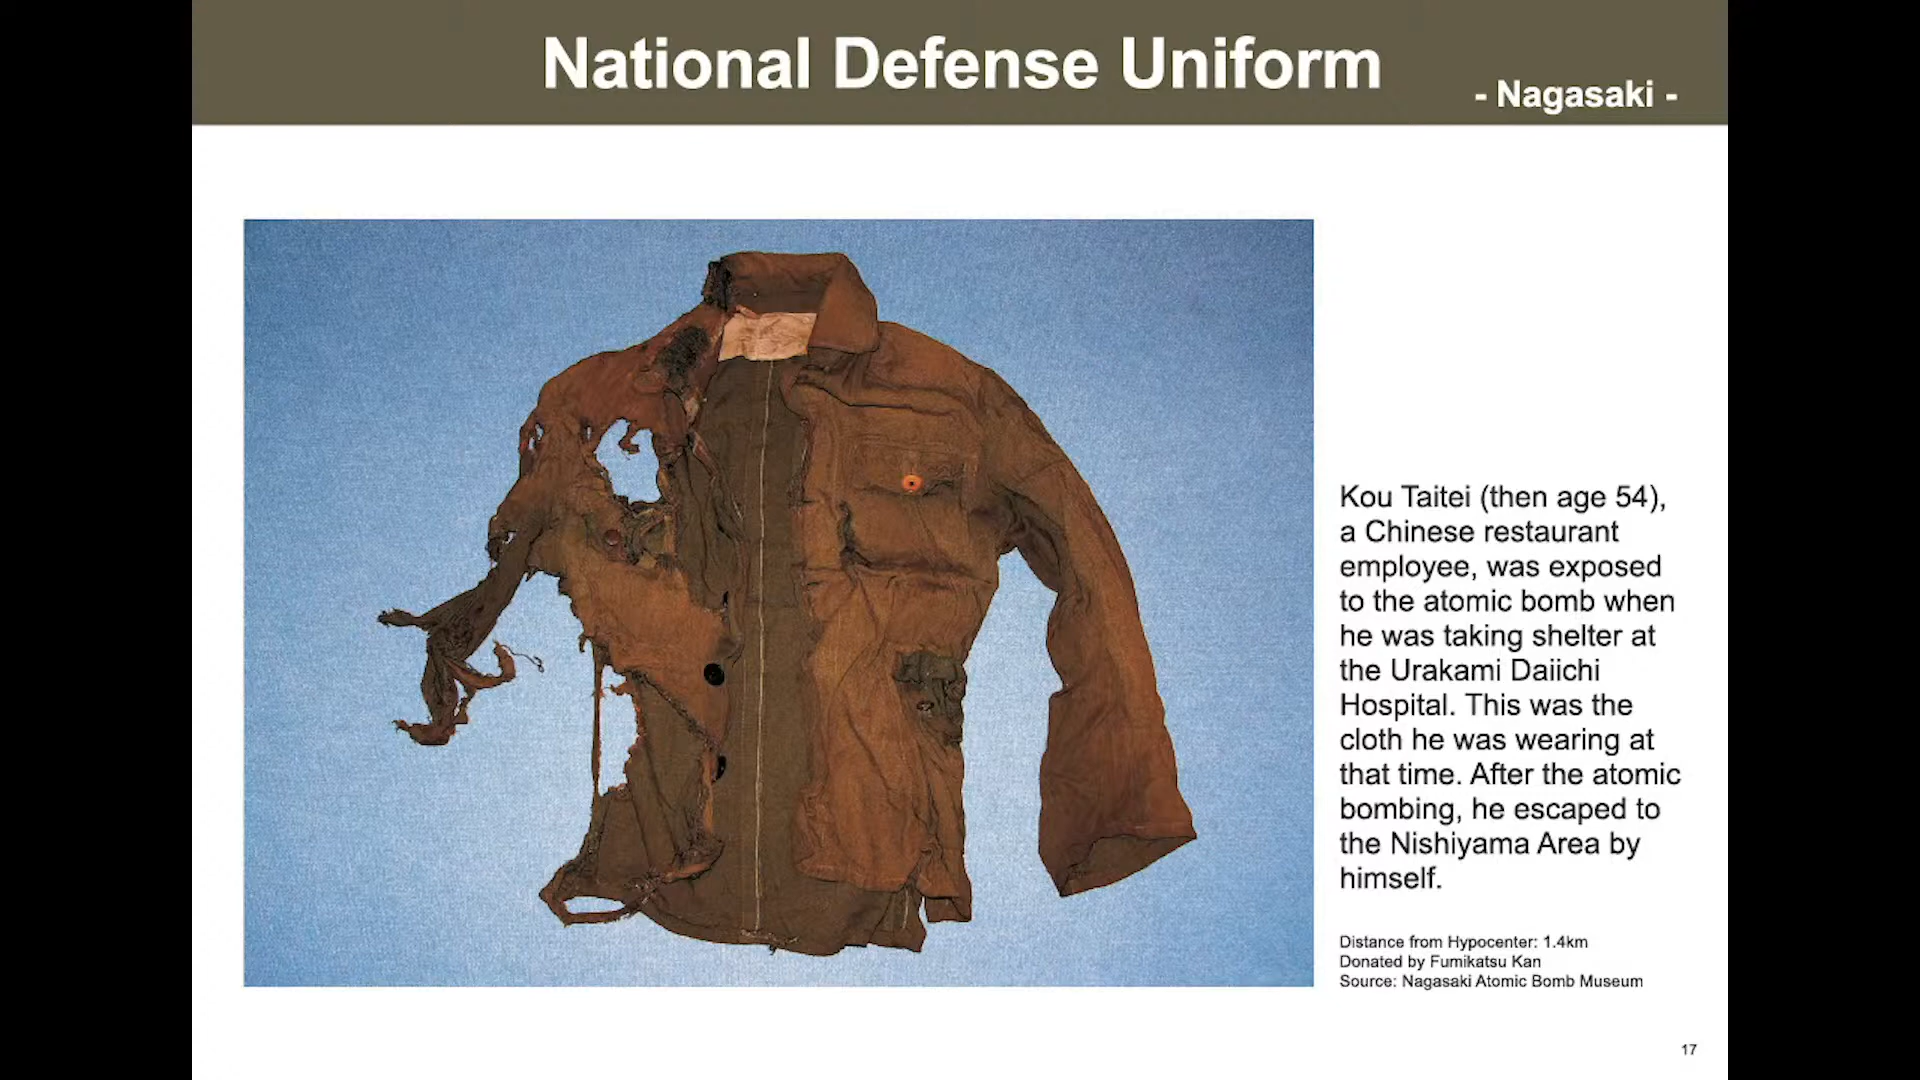 National Defense Uniform
- Nagasaki -
Kou Taitei (then age 54),
a Chinese restaurant
employee, was exposed
to the atomic bomb when
he was taking shelter at
the Urakami Daiichi
Hospital. This was the
cloth he was wearing at
that time. After the atomic
bombing, he escaped to
the Nishiyama Area by
himself.
Distance from Hypocenter: 1.4km
Donated by Fumikatsu Kan
Source: Nagasaki Atomic Bomb Museum
17